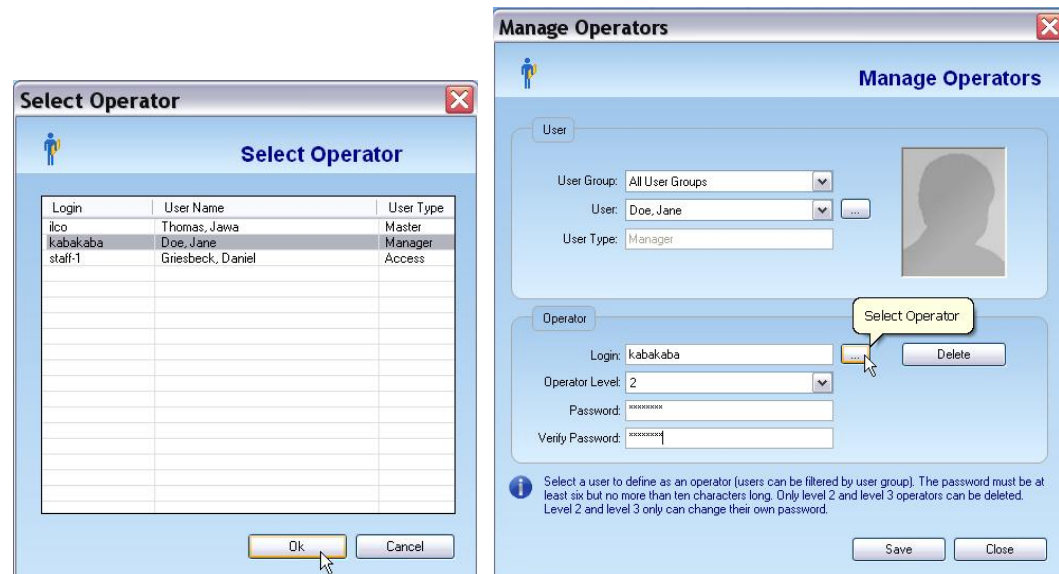 Select Operator
Select Operator
Login User Name User Type
ilco Thomas, Jawa Master
kabakaba Doe, Jane Manager
staff-1 Griesbeck, Daniel Access
Ok Cancel
Manage Operators
Manage Operators
User
User Group: All User Groups
User: Doe, Jane ...
User Type: Manager
Operator
Select Operator
Login: kabakaba ... Delete
Operator Level: 2
Password: ********
Verify Password: ********
Select a user to define as an operator (users can be filtered by user group). The password must be at
least six but no more than ten characters long. Only level 2 and level 3 operators can be deleted.
Level 2 and level 3 only can change their own password.
Save Close